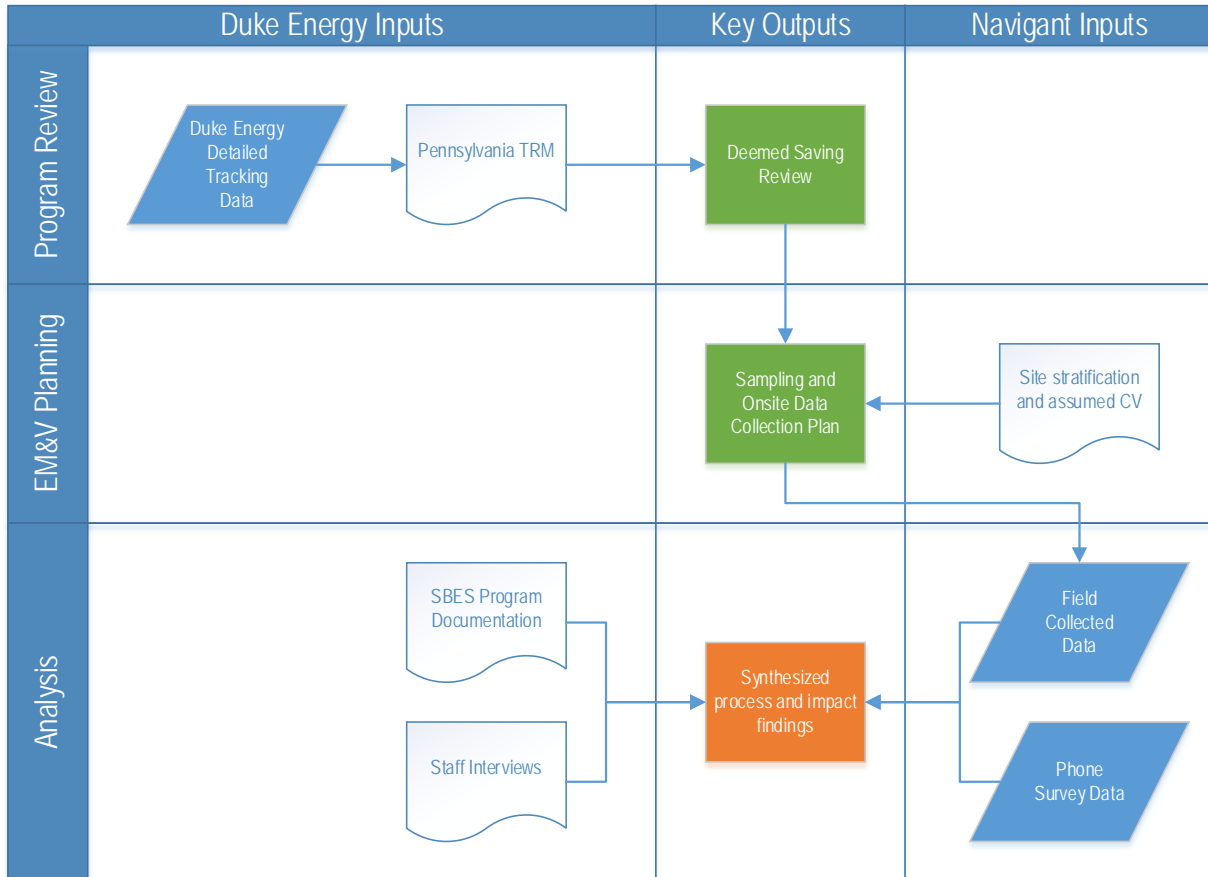 Duke Energy Inputs
Key Outputs
Navigant Inputs
Program Review
Duke Energy
Detailed
Tracking
Data
Pennsylvania TRM
Deemed Saving
Review
EM&V Planning
Sampling and
Onsite Data
Collection Plan
Site stratification
and assumed CV
Analysis
SBES Program
Documentation
Staff Interviews
Synthesized
process and impact
findings
Field
Collected
Data
Phone
Survey Data